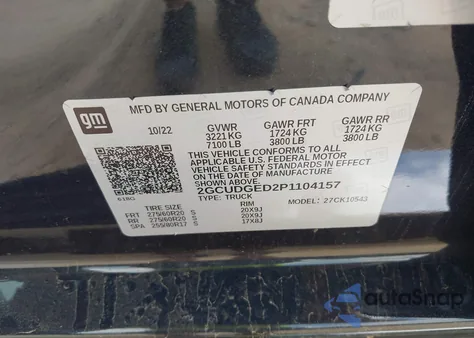 gm
MFD BY GENERAL MOTORS OF CANADA COMPANY
10/22 GVWR GAWR FRT GAWR RR
3221 KG 1724 KG 1724 KG
7100 LB 3800 LB 3800 LB
THIS VEHICLE CONFORMS TO ALL
APPLICABLE U.S. FEDERAL MOTOR
VEHICLE SAFETY STANDARDS IN EFFECT
ON THE DATE OF MANUFACTURE SHOWN ABOVE.
2GCUDGED2P1104157
TYPE: TRUCK MODEL: 27CK10543
618G
TIRE SIZE RIM
FRT 275/60R20 S 20X9J
RR 275/60R20 S 20X9J
SPA 255/80R17 S 17X8J
autoSnap